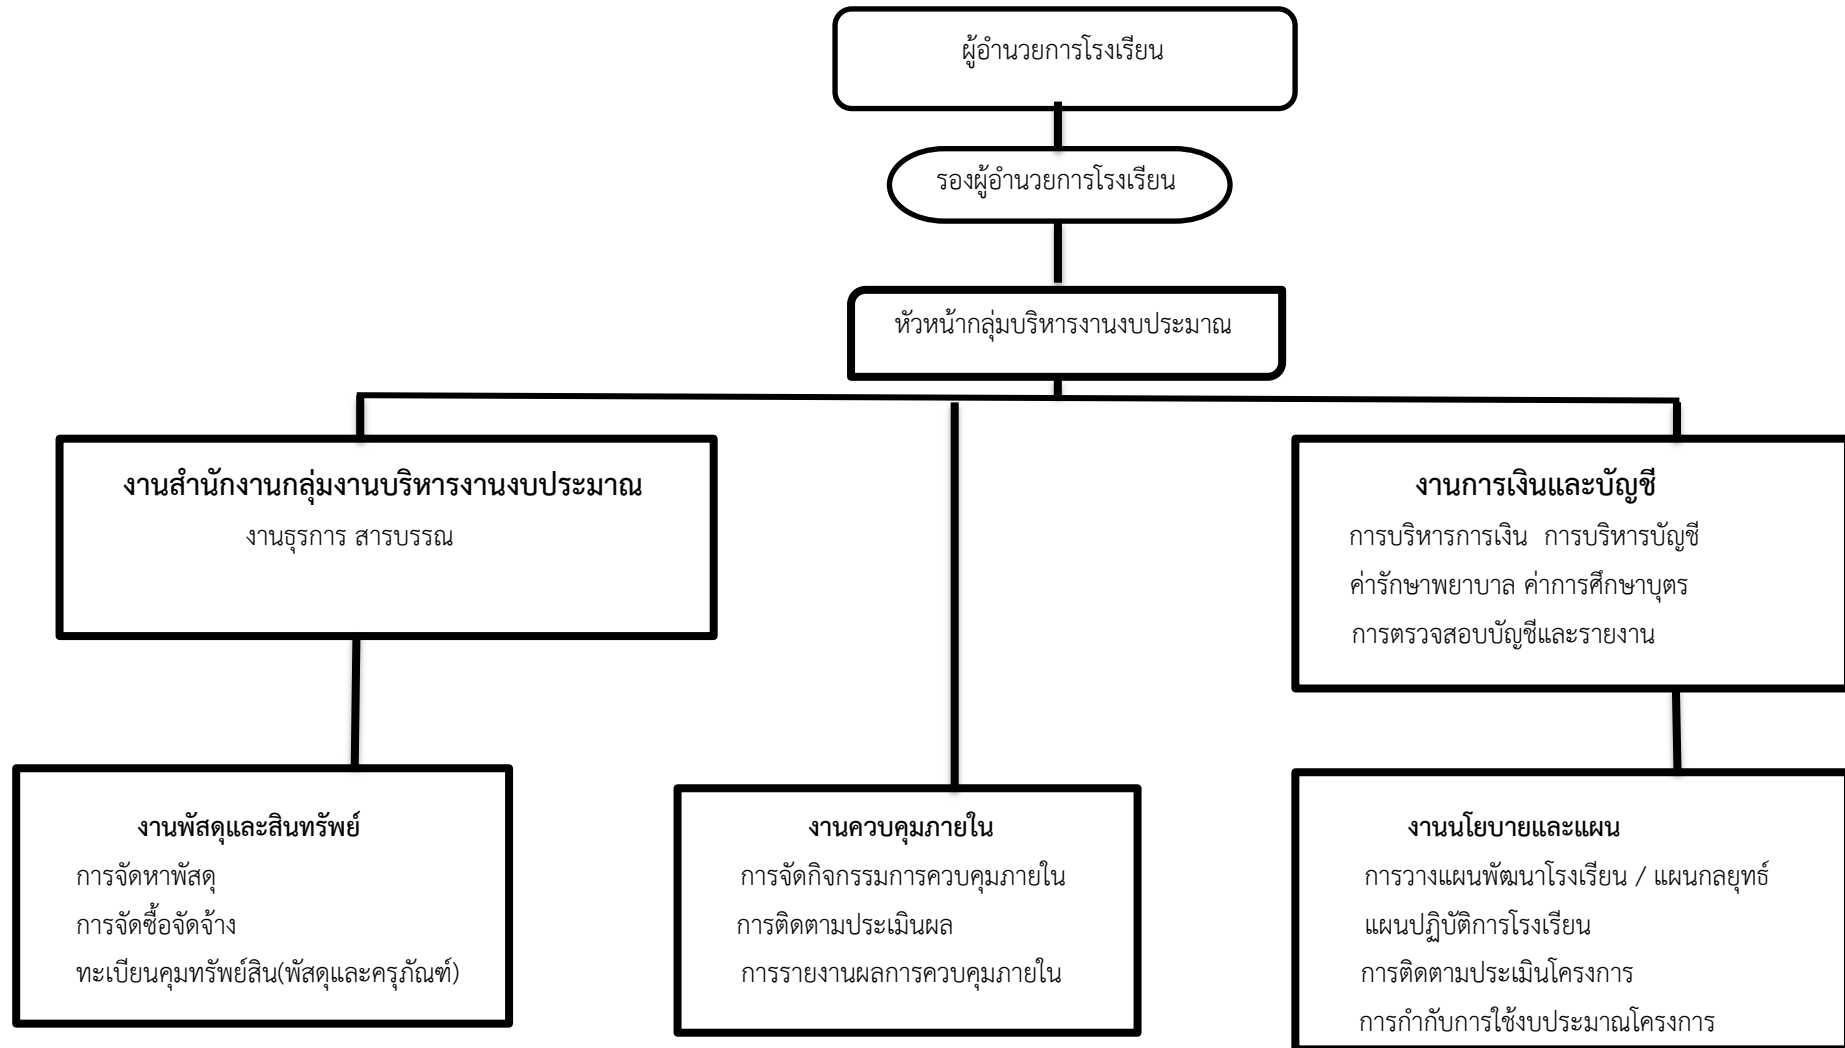 ผู้อำนวยการโรงเรียน
รองผู้อำนวยการโรงเรียน
หัวหน้ากลุ่มบริหารงานงบประมาณ
งานสำนักงานกลุ่มงานบริหารงานงบประมาณ
งานธุรการ สารบรรณ
งานการเงินและบัญชี
การบริหารการเงิน การบริหารบัญชี
ค่ารักษาพยาบาล ค่าการศึกษาบุตร
การตรวจสอบบัญชีและรายงาน
งานพัสดุและสินทรัพย์
การจัดหาพัสดุ
การจัดซื้อจัดจ้าง
ทะเบียนคุมทรัพย์สิน(พัสดุและครุภัณฑ์)
งานควบคุมภายใน
การจัดกิจกรรมการควบคุมภายใน
การติดตามประเมินผล
การรายงานผลการควบคุมภายใน
งานนโยบายและแผน
การวางแผนพัฒนาโรงเรียน / แผนกลยุทธ์
แผนปฏิบัติการโรงเรียน
การติดตามประเมินโครงการ
การกำกับการใช้งบประมาณโครงการ